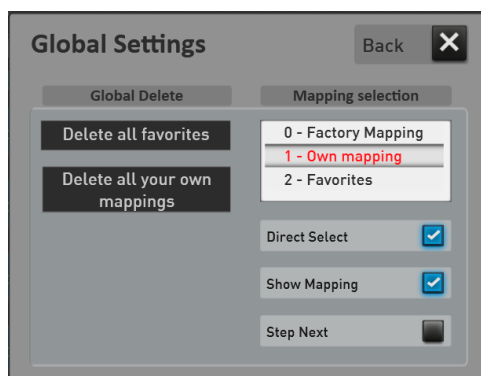 Global Settings
Back
Global Delete
Mapping selection
Delete all favorites
Delete all your own
mappings
0 - Factory Mapping
1 - Own mapping
2 - Favorites
Direct Select
Show Mapping
Step Next